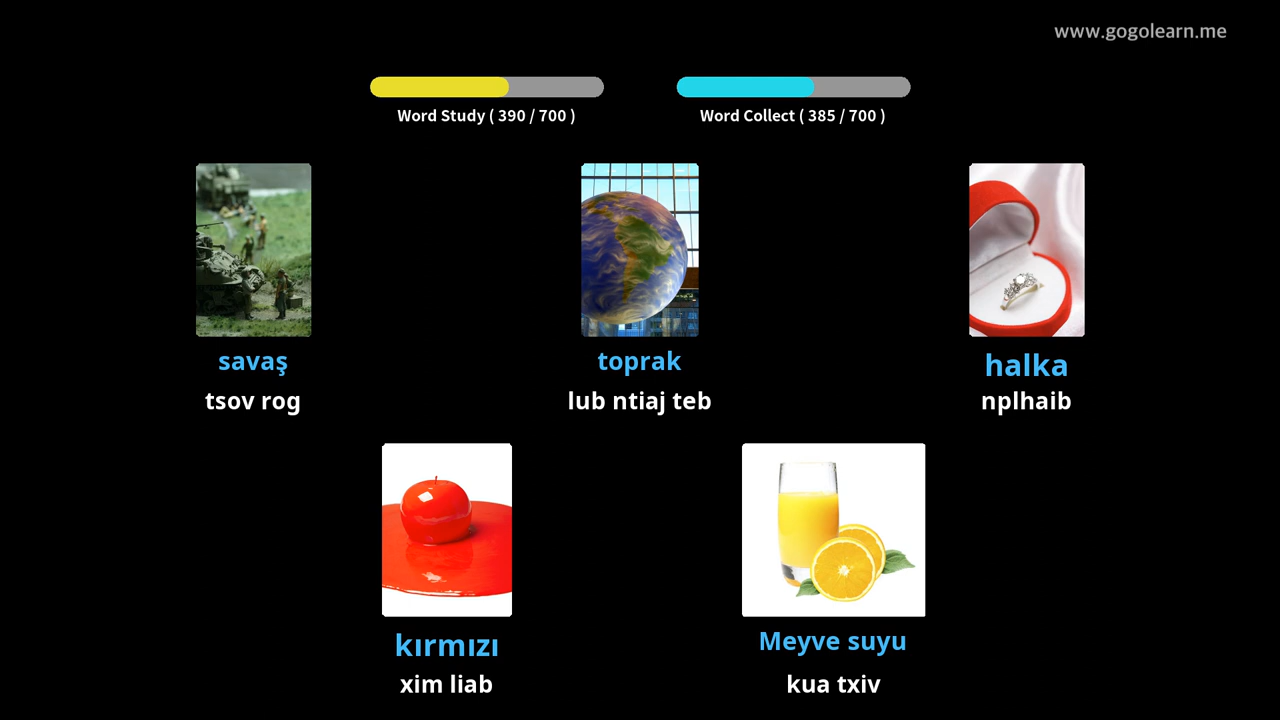 www.gogolearn.me
Word Study ( 390 / 700 )
Word Collect ( 385 / 700 )
savaş
tsov rog
toprak
lub ntiaj teb
halka
nplhaib
kırmızı
xim liab
Meyve suyu
kua txiv